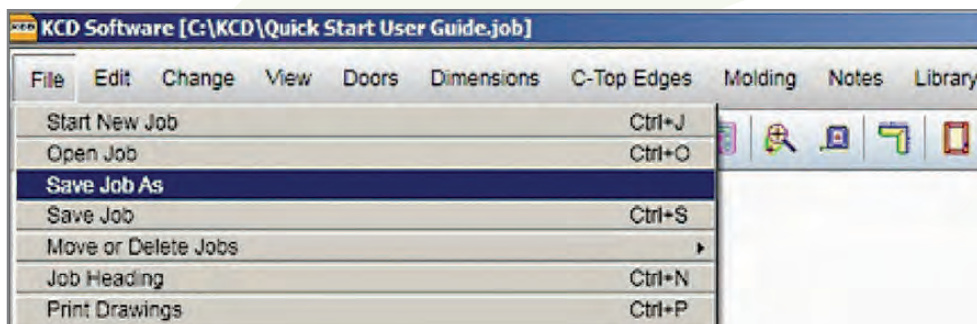 KCD KCD Software [C:\KCD\Quick Start User Guide.job]
File Edit Change View Doors Dimensions C-Top Edges Molding Notes Library
Start New Job Ctrl+J
Open Job Ctrl+O
Save Job As
Save Job Ctrl+S
Move or Delete Jobs
Job Heading Ctrl+N
Print Drawings Ctrl+P